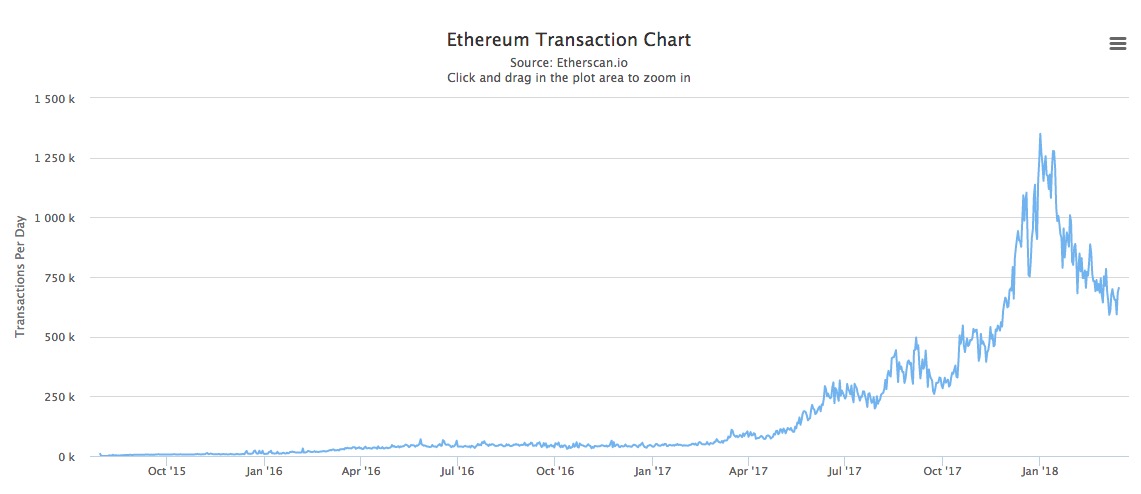 Ethereum Transaction Chart
Source: Etherscan.io
Click and drag in the plot area to zoom in
Transactions Per Day
1 500 k
1 250 k
1 000 k
750 k
500 k
250 k
0 k
Oct '15
Jan '16
Apr '16
Jul '16
Oct '16
Jan '17
Apr '17
Jul '17
Oct '17
Jan '18